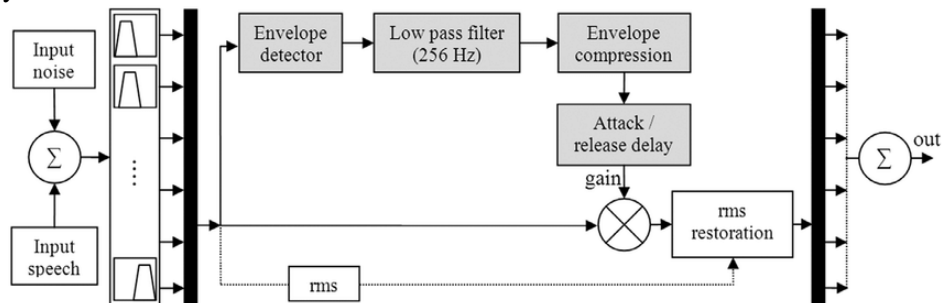 Input
noise
Σ
Input
speech
Envelope
detector
Low pass filter
(256 Hz)
Envelope
compression
Attack /
release delay
gain
rms
restoration
rms
Σ
out